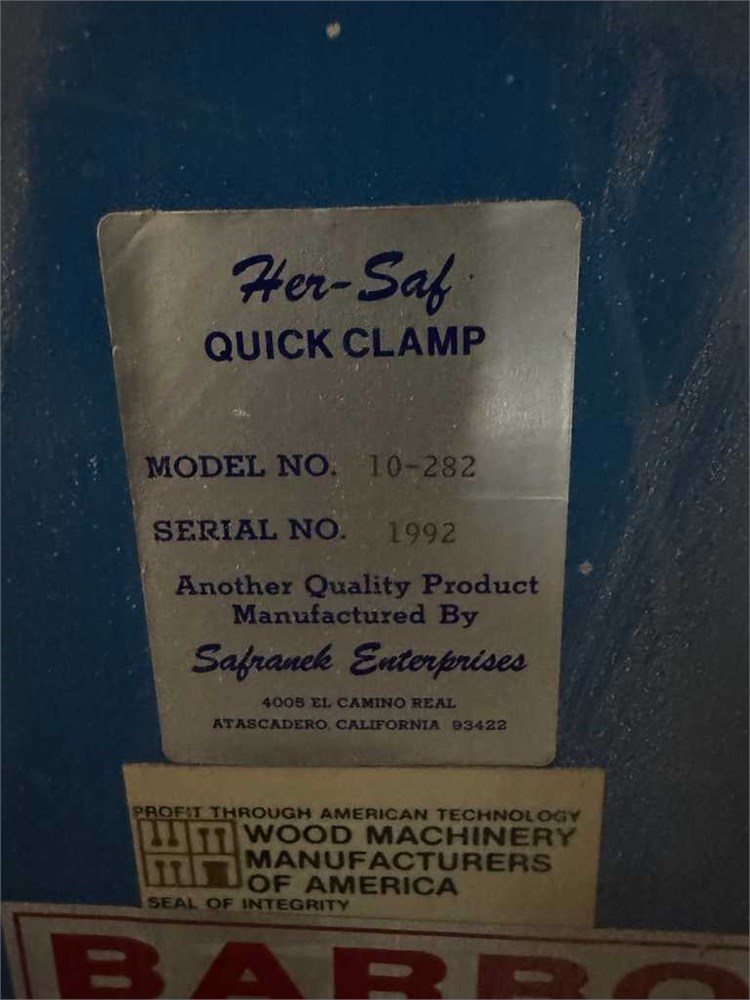 Her-Saf
QUICK CLAMP
MODEL NO. 10-282
SERIAL NO. 1992
Another Quality Product
Manufactured By
Safranek Enterprises
4005 EL CAMINO REAL
ATASCADERO, CALIFORNIA 93422
PROFIT THROUGH AMERICAN TECHNOLOGY
WOOD MACHINERY
MANUFACTURERS
OF AMERICA
SEAL OF INTEGRITY